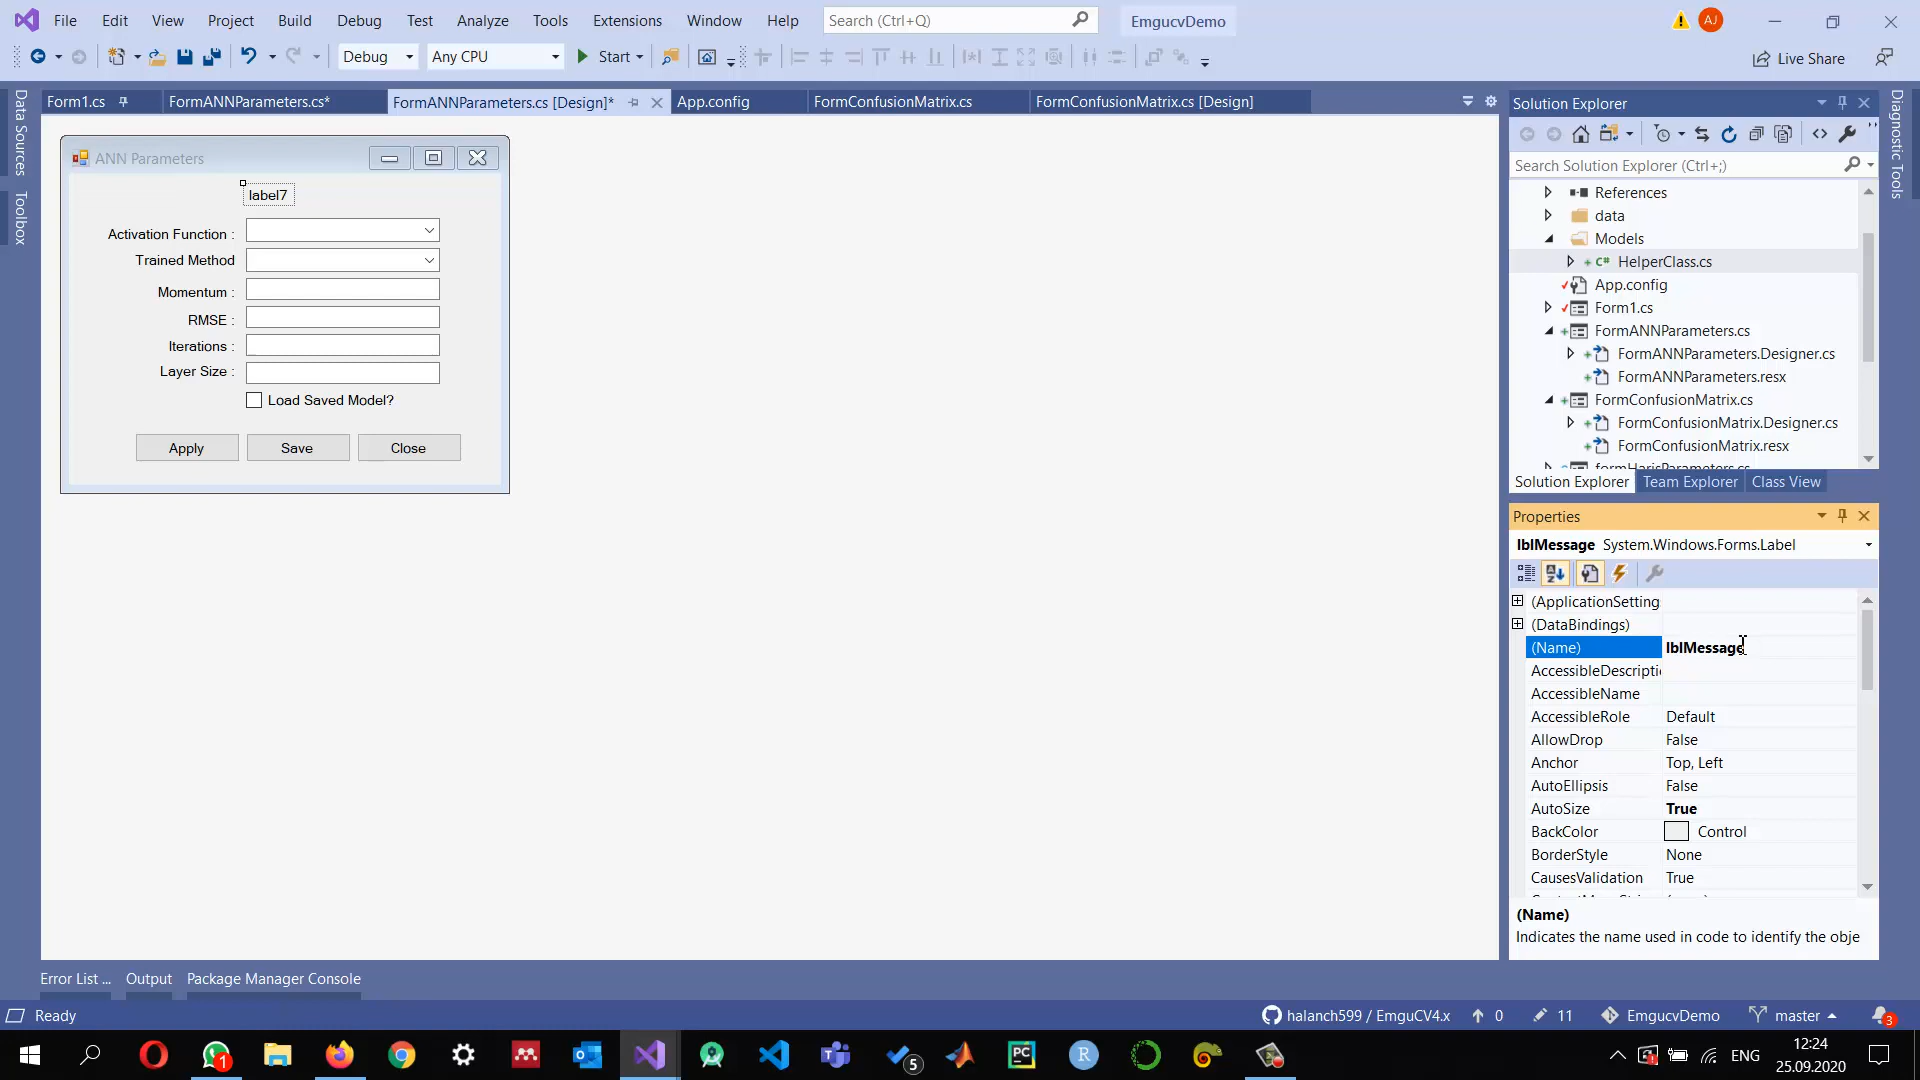 File Edit View Project Build Debug Test Analyze Tools Extensions Window Help Search (Ctrl+Q) EmgucvDemo AJ
Debug Any CPU Start Live Share
Data Sources
Toolbox
Form1.cs FormANNParameters.cs* FormANNParameters.cs [Design]* App.config FormConfusionMatrix.cs FormConfusionMatrix.cs [Design]
ANN Parameters
label7
Activation Function :
Trained Method
Momentum :
RMSE :
Iterations :
Layer Size :
Load Saved Model?
Apply Save Close
Solution Explorer
Search Solution Explorer (Ctrl+;)
References
data
Models
C# HelperClass.cs
App.config
Form1.cs
FormANNParameters.cs
FormANNParameters.Designer.cs
FormANNParameters.resx
FormConfusionMatrix.cs
FormConfusionMatrix.Designer.cs
FormConfusionMatrix.resx
formHarisParameters.cs
Solution Explorer Team Explorer Class View
Diagnostic Tools
Properties
lblMessage System.Windows.Forms.Label
(ApplicationSetting
(DataBindings)
(Name) lblMessage
AccessibleDescripti
AccessibleName
AccessibleRole Default
AllowDrop False
Anchor Top, Left
AutoEllipsis False
AutoSize True
BackColor Control
BorderStyle None
CausesValidation True
(Name)
Indicates the name used in code to identify the obje
Error List ... Output Package Manager Console
Ready halanch599 / EmguCV4.x 0 11 EmgucvDemo master 3
1 5 PC R ENG 12:24
25.09.2020